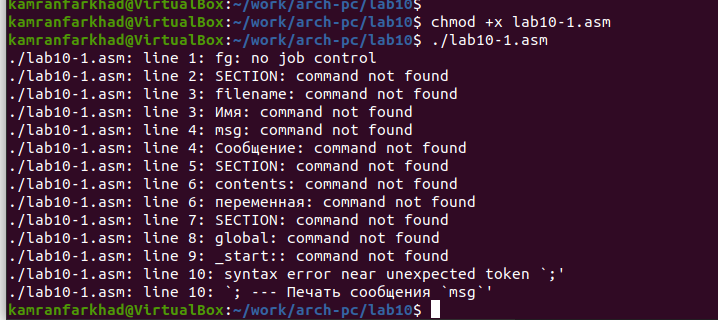 kamranfarkhad@VirtualBox:~/work/arch-pc/lab10$
kamranfarkhad@VirtualBox:~/work/arch-pc/lab10$ chmod +x lab10-1.asm
kamranfarkhad@VirtualBox:~/work/arch-pc/lab10$ ./lab10-1.asm
./lab10-1.asm: line 1: fg: no job control
./lab10-1.asm: line 2: SECTION: command not found
./lab10-1.asm: line 3: filename: command not found
./lab10-1.asm: line 3: Имя: command not found
./lab10-1.asm: line 4: msg: command not found
./lab10-1.asm: line 4: Сообщение: command not found
./lab10-1.asm: line 5: SECTION: command not found
./lab10-1.asm: line 6: contents: command not found
./lab10-1.asm: line 6: переменная: command not found
./lab10-1.asm: line 7: SECTION: command not found
./lab10-1.asm: line 8: global: command not found
./lab10-1.asm: line 9: _start:: command not found
./lab10-1.asm: line 10: syntax error near unexpected token `;'
./lab10-1.asm: line 10: `; --- Печать сообщения `msg`'
kamranfarkhad@VirtualBox:~/work/arch-pc/lab10$